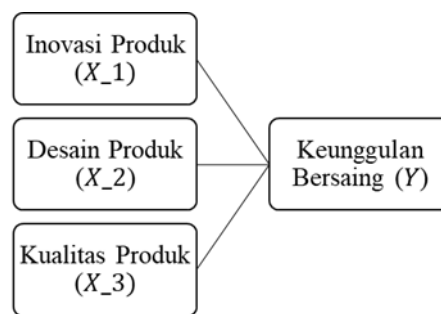 Inovasi Produk
(X_1)
Desain Produk
(X_2)
Kualitas Produk
(X_3)
Keunggulan
Bersaing (Y)